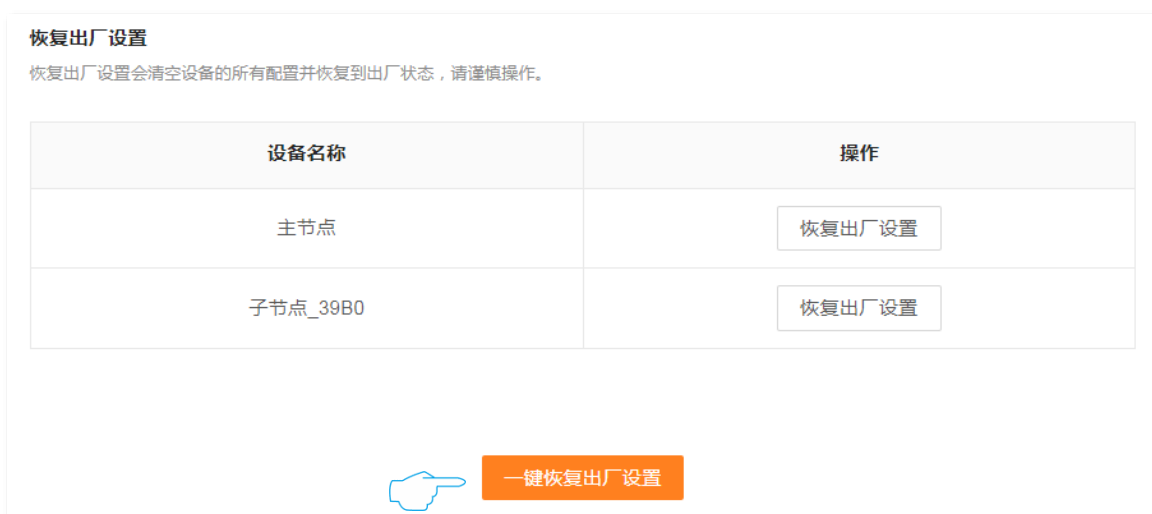 恢复出厂设置
恢复出厂设置会清空设备的所有配置并恢复到出厂状态，请谨慎操作。
设备名称 操作
主节点 恢复出厂设置
子节点_39B0 恢复出厂设置
一键恢复出厂设置